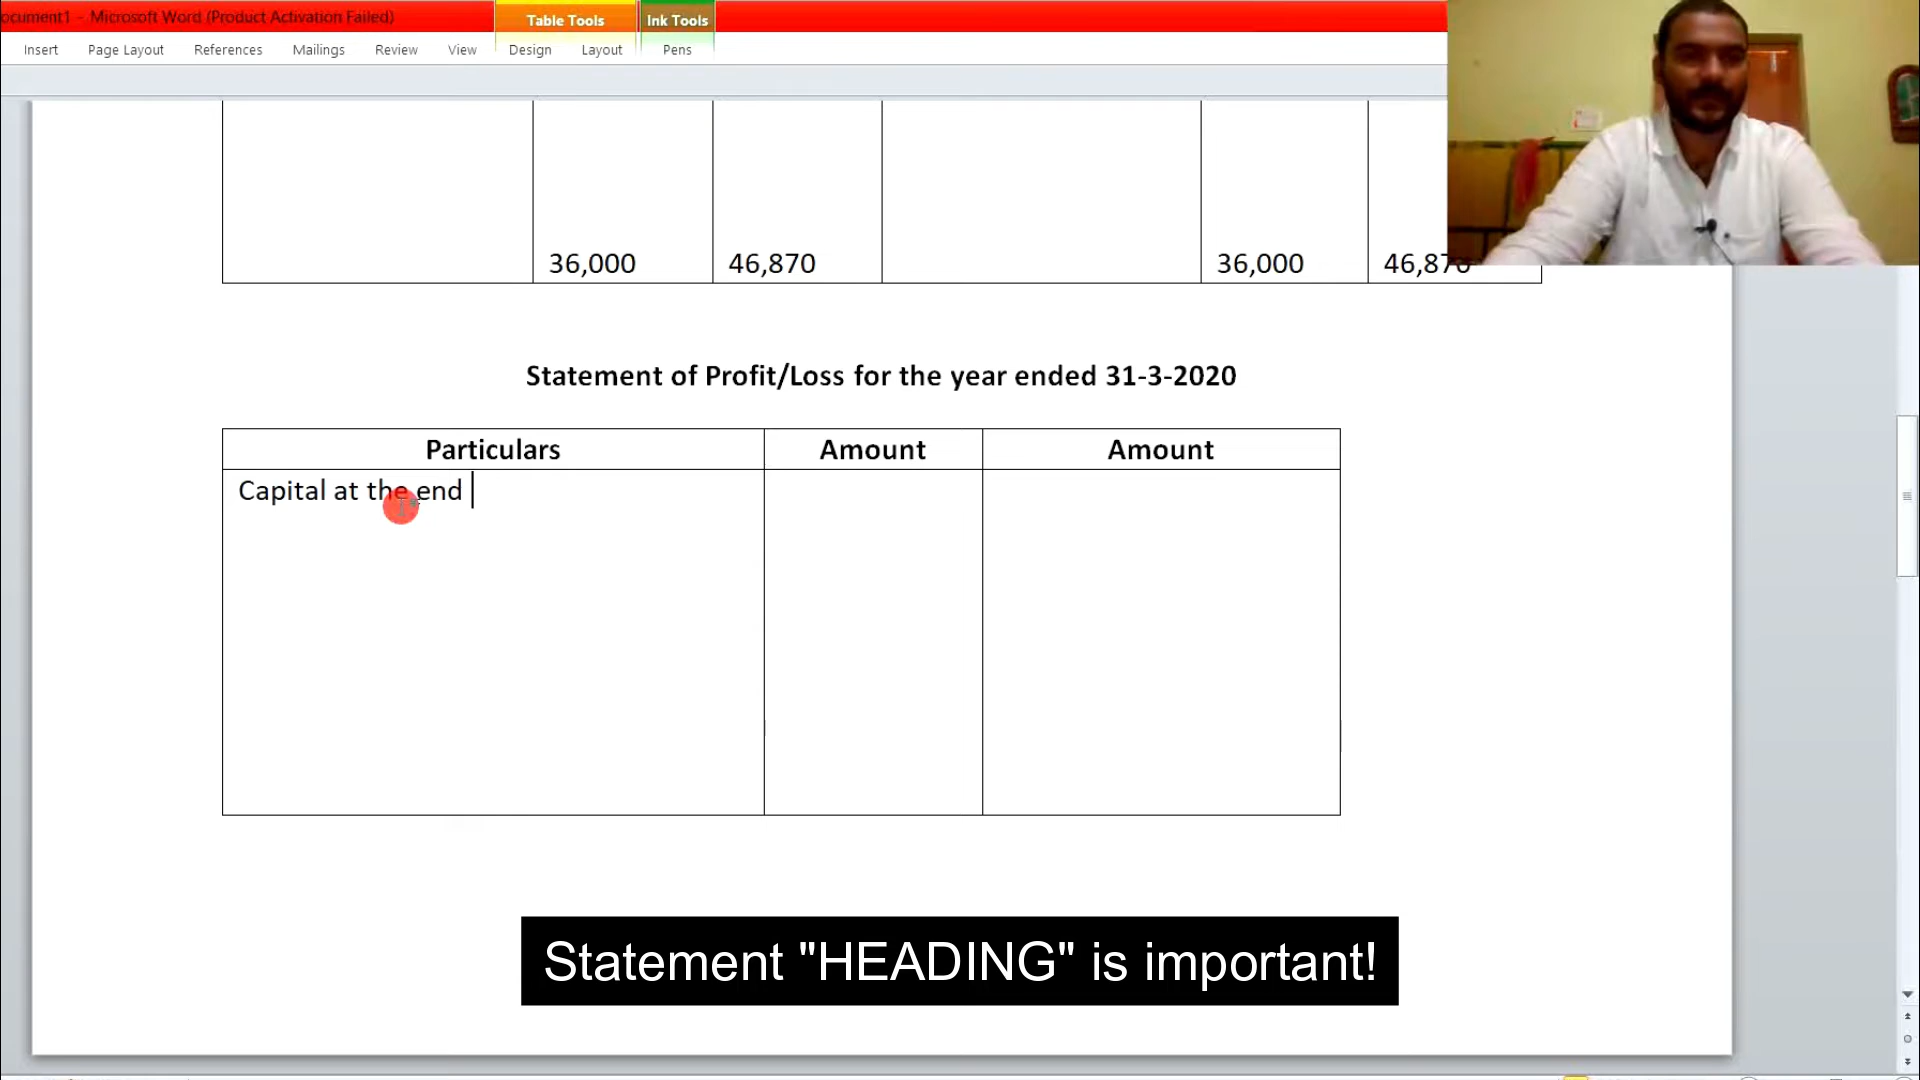 ocument1 - Microsoft Word (Product Activation Failed)
Table Tools
Ink Tools
Insert Page Layout References Mailings Review View Design Layout Pens
36,000 46,870 36,000 46,870
Statement of Profit/Loss for the year ended 31-3-2020
Particulars Amount Amount
Capital at the end
Statement "HEADING" is important!